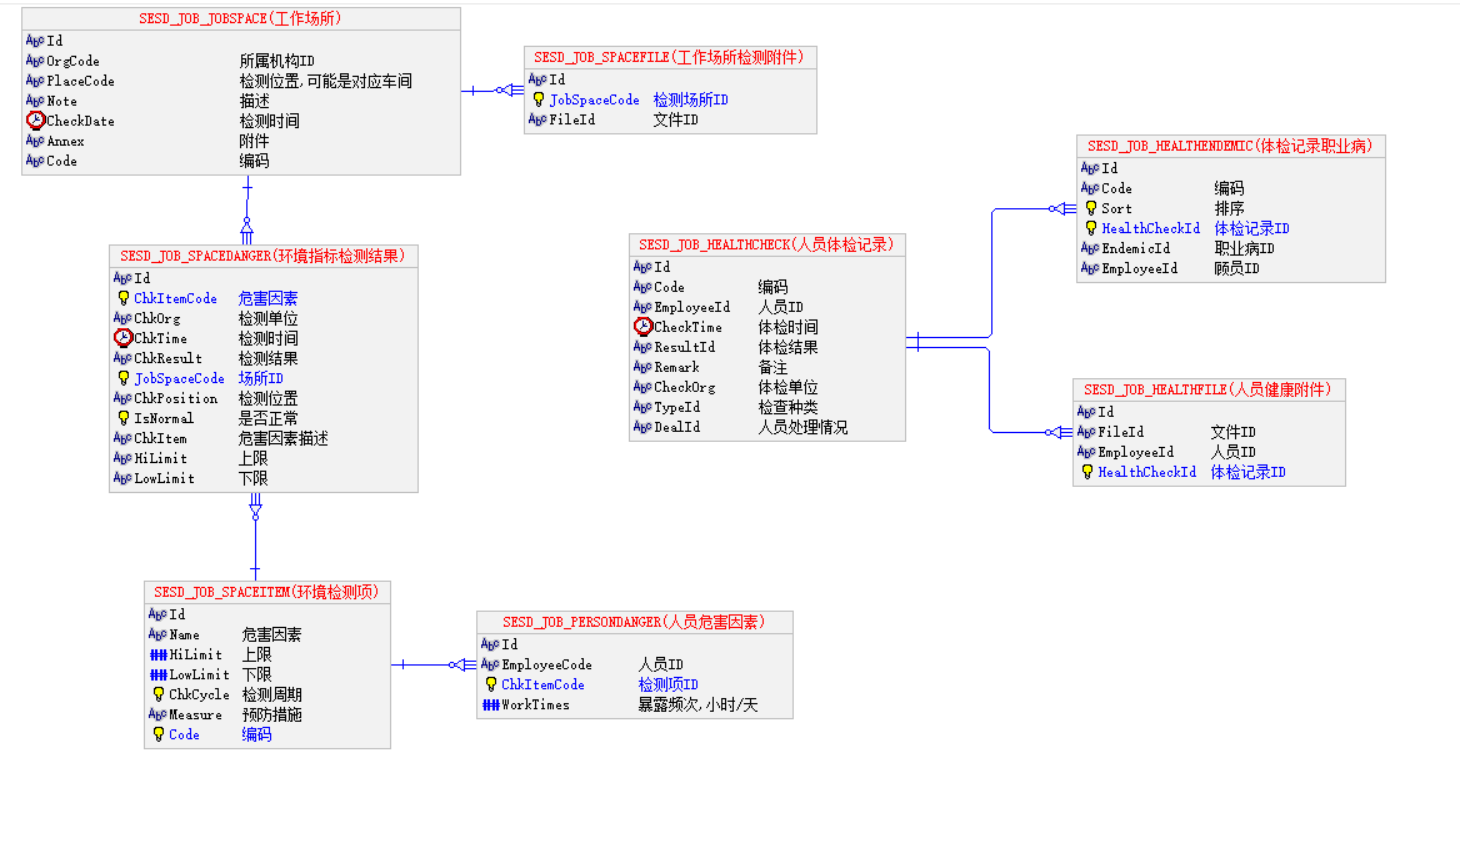 SESD_JOB_JOBSPACE(工作场所)
Id
OrgCode 所属机构ID
PlaceCode 检测位置,可能是对应车间
Note 描述
CheckDate 检测时间
Annex 附件
Code 编码
SESD_JOB_SPACEFILE(工作场所检测附件)
Id
JobSpaceCode 检测场所ID
FileId 文件ID
SESD_JOB_HEALTHENDEMIC(体检记录职业病)
Id
Code 编码
Sort 排序
HealthCheckId 体检记录ID
EndemicId 职业病ID
EmployeeId 顾员ID
SESD_JOB_SPACEDANGER(环境指标检测结果)
Id
ChkItemCode 危害因素
ChkOrg 检测单位
ChkTime 检测时间
ChkResult 检测结果
JobSpaceCode 场所ID
ChkPosition 检测位置
IsNormal 是否正常
ChkItem 危害因素描述
HiLimit 上限
LowLimit 下限
SESD_JOB_HEALTHCHECK(人员体检记录)
Id
Code 编码
EmployeeId 人员ID
CheckTime 体检时间
ResultId 体检结果
Remark 备注
CheckOrg 体检单位
TypeId 检查种类
DealId 人员处理情况
SESD_JOB_HEALTHFILE(人员健康附件)
Id
FileId 文件ID
EmployeeId 人员ID
HealthCheckId 体检记录ID
SESD_JOB_SPACEITEM(环境检测项)
Id
Name 危害因素
HiLimit 上限
LowLimit 下限
ChkCycle 检测周期
Measure 预防措施
Code 编码
SESD_JOB_PERSONDANGER(人员危害因素)
Id
EmployeeCode 人员ID
ChkItemCode 检测项ID
WorkTimes 暴露频次,小时/天